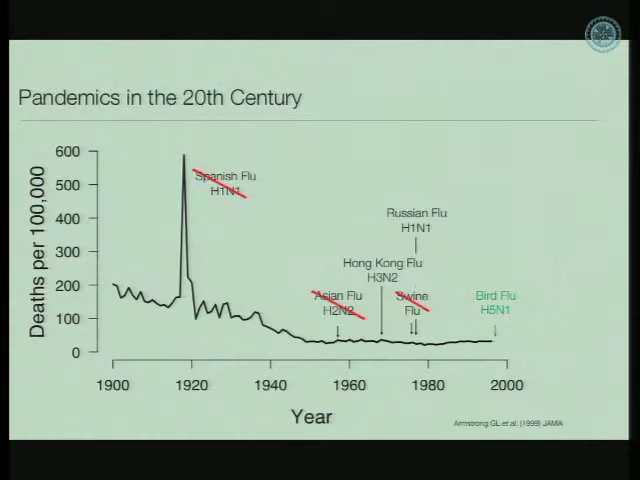 Pandemics in the 20th Century
Deaths per 100,000
600
500
400
300
200
100
0
Spanish Flu
H1N1
Russian Flu
H1N1
Hong Kong Flu
H3N2
Asian Flu
H2N2
Swine
Flu
Bird Flu
H5N1
1900
1920
1940
1960
1980
2000
Year
Armstrong GL et al. (1999) JAMA